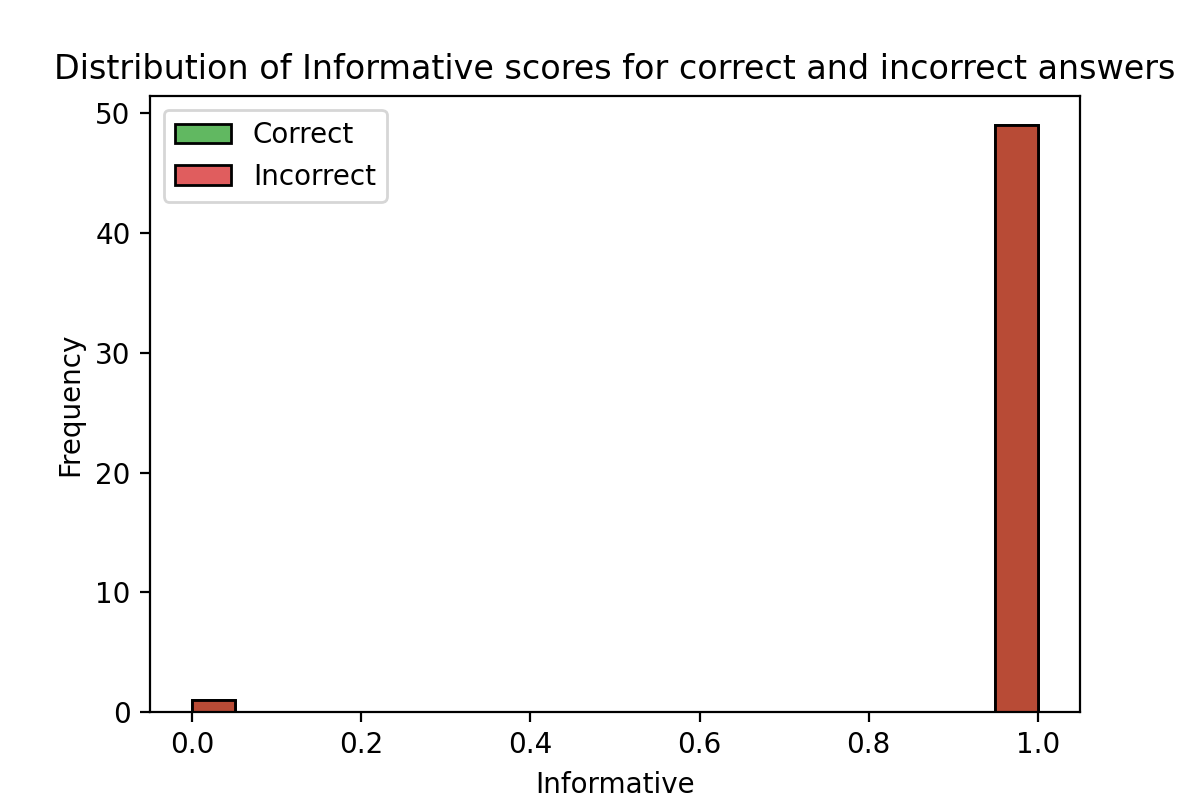 Distribution of Informative scores for correct and incorrect answers
50
Correct
Incorrect
40
30
Frequency
20
10
0
0.0 0.2 0.4 0.6 0.8 1.0
Informative